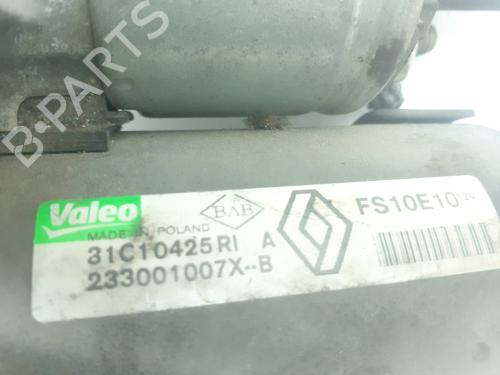 B-PARTS
Valeo
BAB
FS10E10 12V
MADE IN POLAND
31C10425RI A
233001007X--B